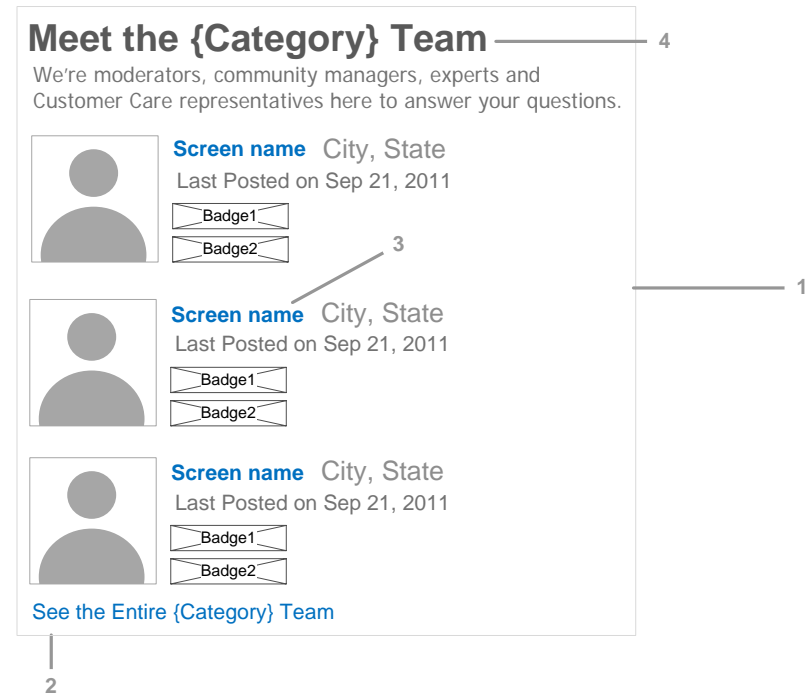 Meet the {Category} Team
4
We're moderators, community managers, experts and
Customer Care representatives here to answer your questions.
Screen name City, State
Last Posted on Sep 21, 2011
Badge1
Badge2
3
1
Screen name City, State
Last Posted on Sep 21, 2011
Badge1
Badge2
Screen name City, State
Last Posted on Sep 21, 2011
Badge1
Badge2
See the Entire {Category} Team
2